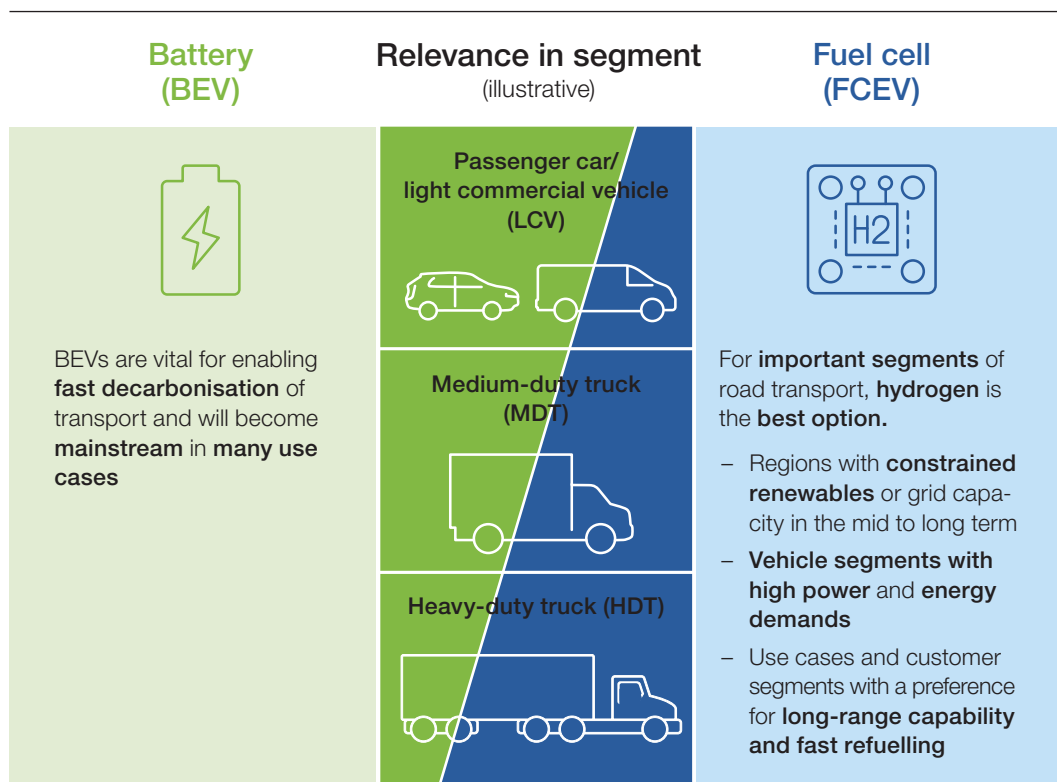 Battery
(BEV)
Relevance in segment
(illustrative)
Fuel cell
(FCEV)
BEVs are vital for enabling
fast decarbonisation of
transport and will become
mainstream in many use
cases
Passenger car/
light commercial vehicle
(LCV)
Medium-duty truck
(MDT)
Heavy-duty truck (HDT)
H2
For important segments of
road transport, hydrogen is
the best option.
– Regions with constrained
renewables or grid capa-
city in the mid to long term
– Vehicle segments with
high power and energy
demands
– Use cases and customer
segments with a preference
for long-range capability
and fast refuelling